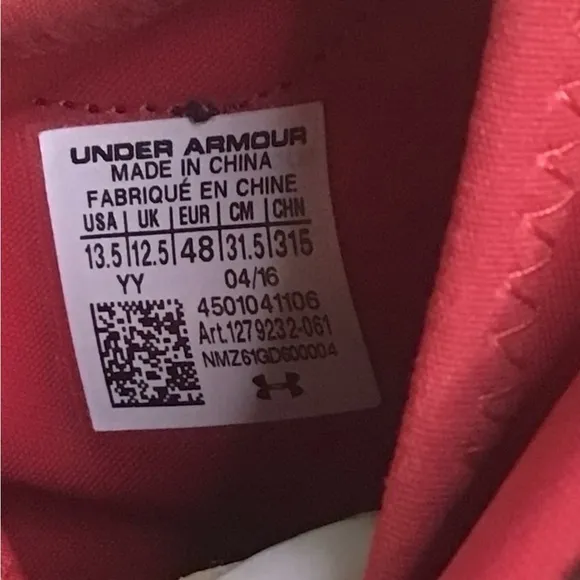 UNDER ARMOUR
MADE IN CHINA
FABRIQUÉ EN CHINE
USA | UK | EUR | CM | CHN
13.5 | 12.5 | 48 | 31.5 | 315
YY 04/16
4501041106
Art.1279232-061
NMZ61GD600004